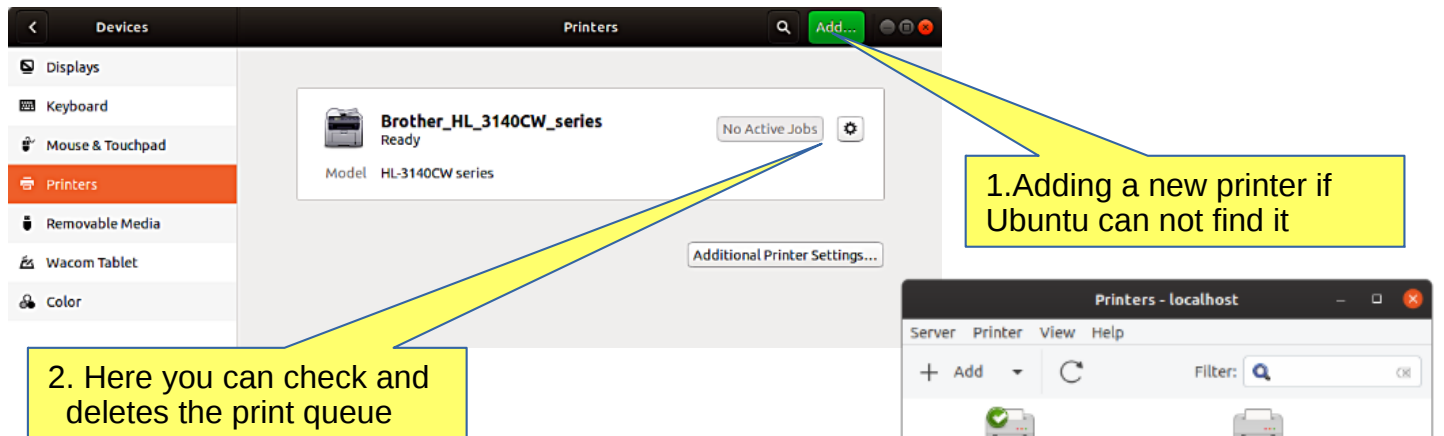 Devices
Printers
Add...
Displays
Keyboard
Mouse & Touchpad
Printers
Removable Media
Wacom Tablet
Color
Brother_HL_3140CW_series
Ready
No Active Jobs
Model HL-3140CW series
Additional Printer Settings...
1.Adding a new printer if
Ubuntu can not find it
2. Here you can check and
deletes the print queue
Printers - localhost
Server Printer View Help
+ Add
Filter: